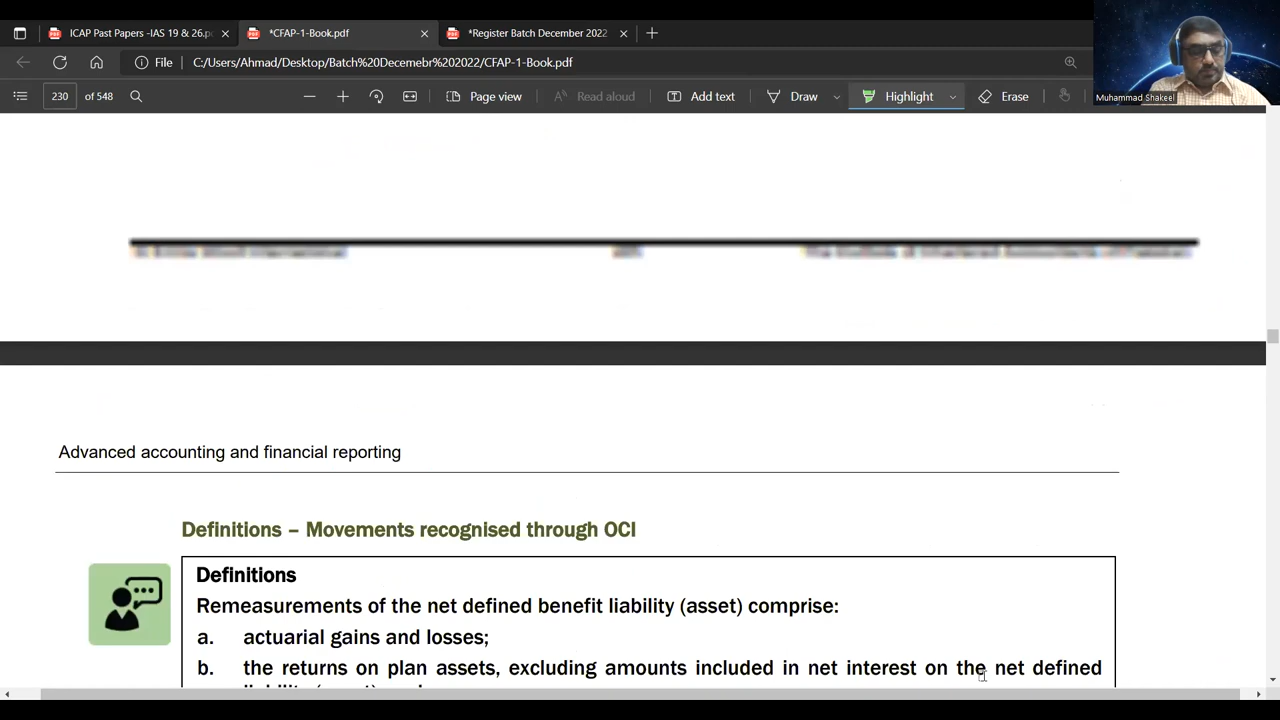 ICAP Past Papers -IAS 19 & 26.p
*CFAP-1-Book.pdf
*Register Batch December 2022
File
C:/Users/Ahmad/Desktop/Batch%20Decemebr%202022/CFAP-1-Book.pdf
230 of 548
Page view
Read aloud
Add text
Draw
Highlight
Erase
Muhammad Shakeel
Advanced accounting and financial reporting
Definitions – Movements recognised through OCI
Definitions
Remeasurements of the net defined benefit liability (asset) comprise:
a. actuarial gains and losses;
b. the returns on plan assets, excluding amounts included in net interest on the net defined